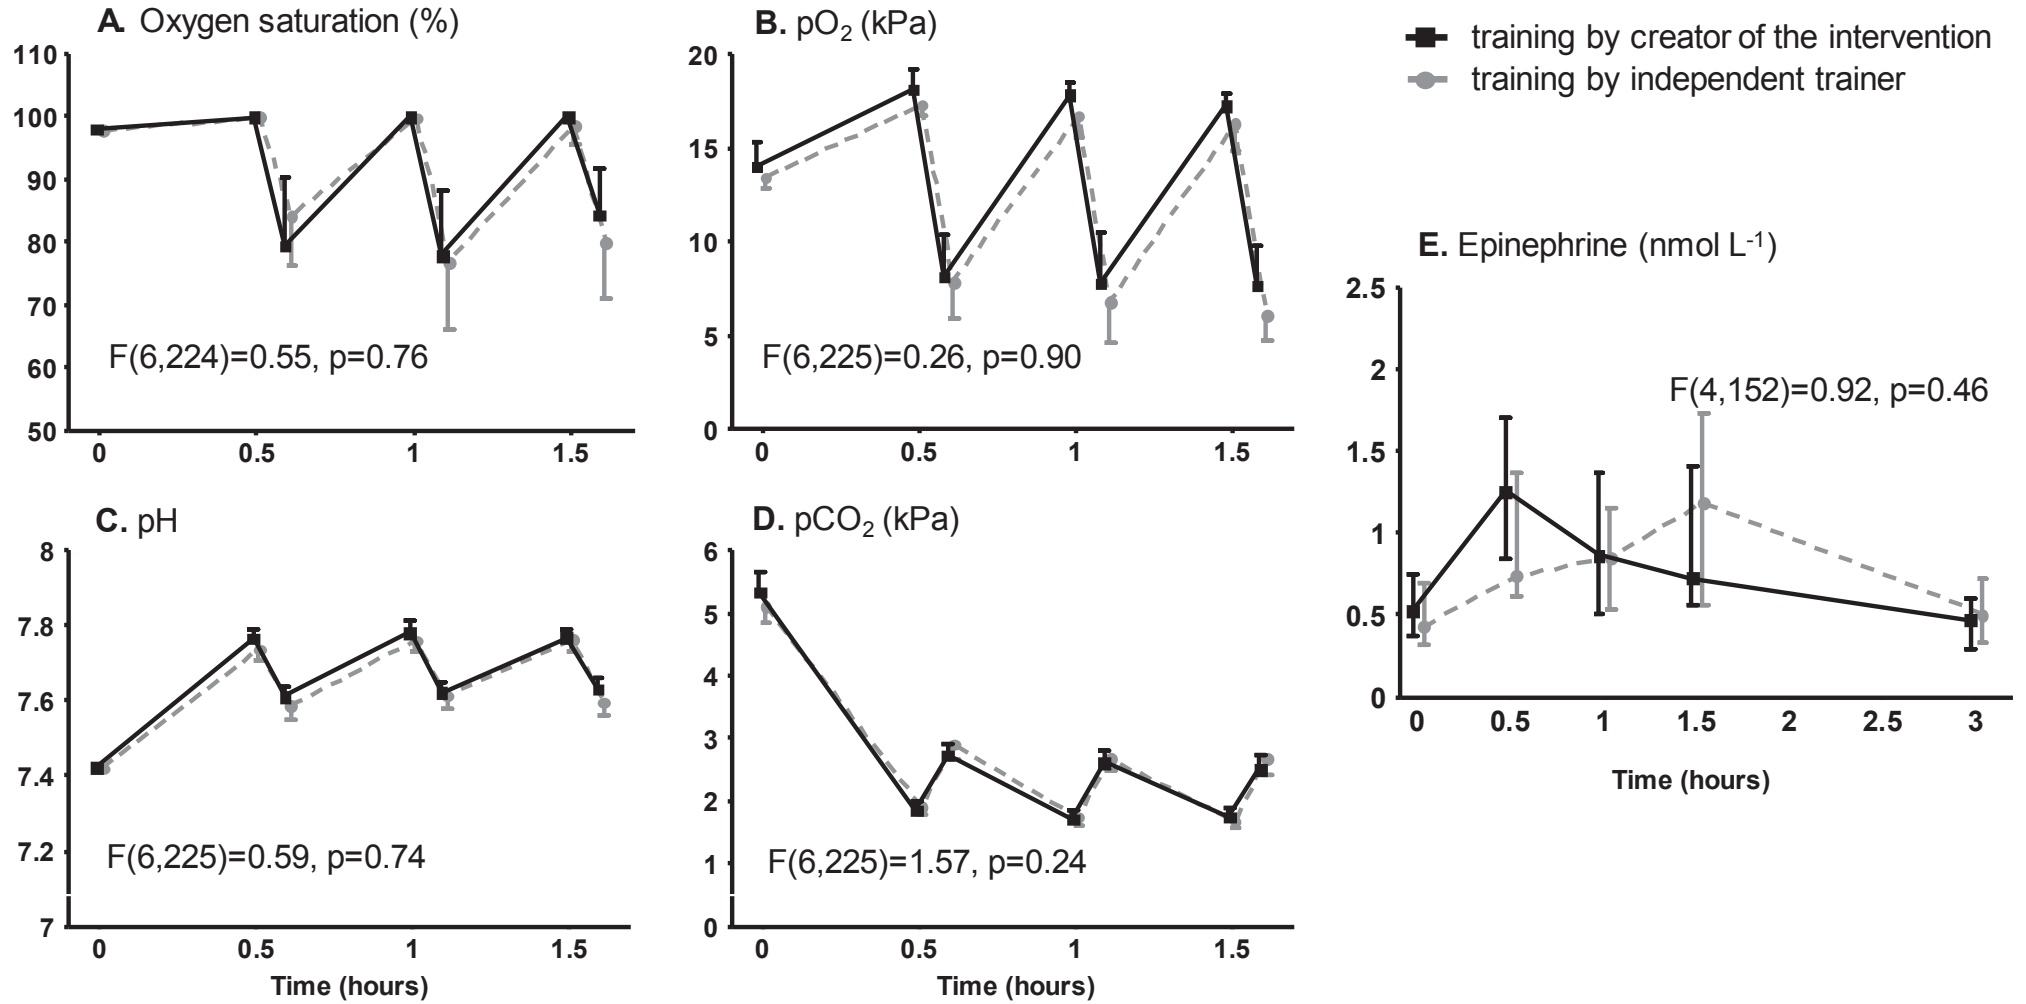 A. Oxygen saturation (%)
110
100
90
80
70
60
50
F(6,224)=0.55, p=0.76
0 0.5 1 1.5
B. pO2 (kPa)
20
15
10
5
0
F(6,225)=0.26, p=0.90
0 0.5 1 1.5
training by creator of the intervention
training by independent trainer
C. pH
8
7.8
7.6
7.4
7.2
7
F(6,225)=0.59, p=0.74
0 0.5 1 1.5
Time (hours)
D. pCO2 (kPa)
6
5
4
3
2
1
0
F(6,225)=1.57, p=0.24
0 0.5 1 1.5
Time (hours)
E. Epinephrine (nmol L-1)
2.5
2
1.5
1
0.5
0
F(4,152)=0.92, p=0.46
0 0.5 1 1.5 2 2.5 3
Time (hours)